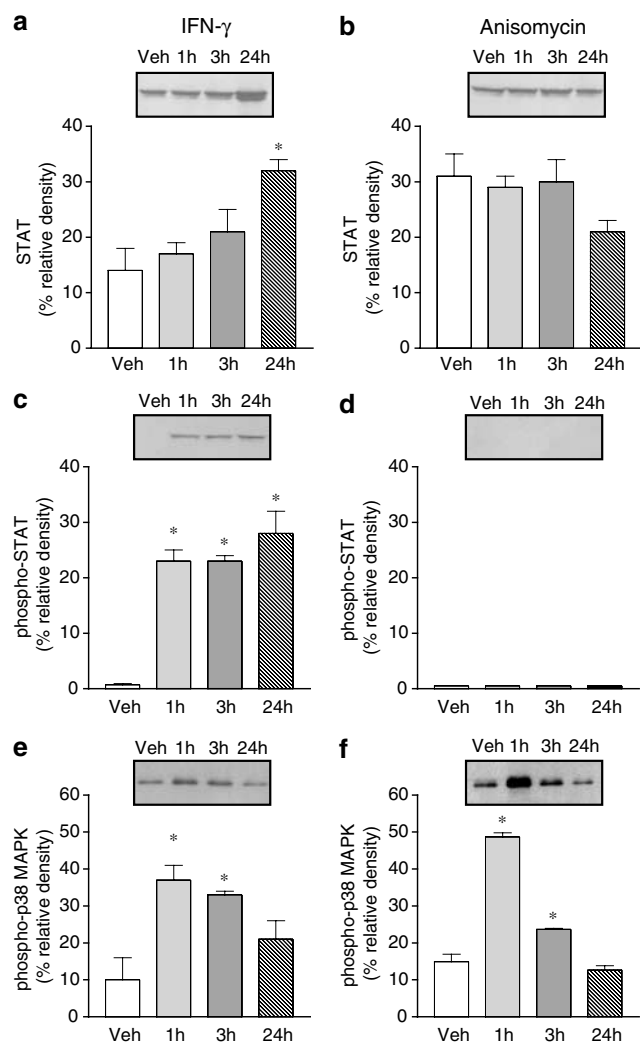 a IFN-γ
Veh 1h 3h 24h
STAT
(% relative density)
40
30
20
10
0
*
Veh 1h 3h 24h
b Anisomycin
Veh 1h 3h 24h
STAT
(% relative density)
40
30
20
10
0
Veh 1h 3h 24h
c
Veh 1h 3h 24h
phospho-STAT
(% relative density)
40
30
20
10
0
* * *
Veh 1h 3h 24h
d
Veh 1h 3h 24h
phospho-STAT
(% relative density)
40
30
20
10
0
Veh 1h 3h 24h
e
Veh 1h 3h 24h
phospho-p38 MAPK
(% relative density)
60
50
40
30
20
10
0
* *
Veh 1h 3h 24h
f
Veh 1h 3h 24h
phospho-p38 MAPK
(% relative density)
60
50
40
30
20
10
0
* *
Veh 1h 3h 24h